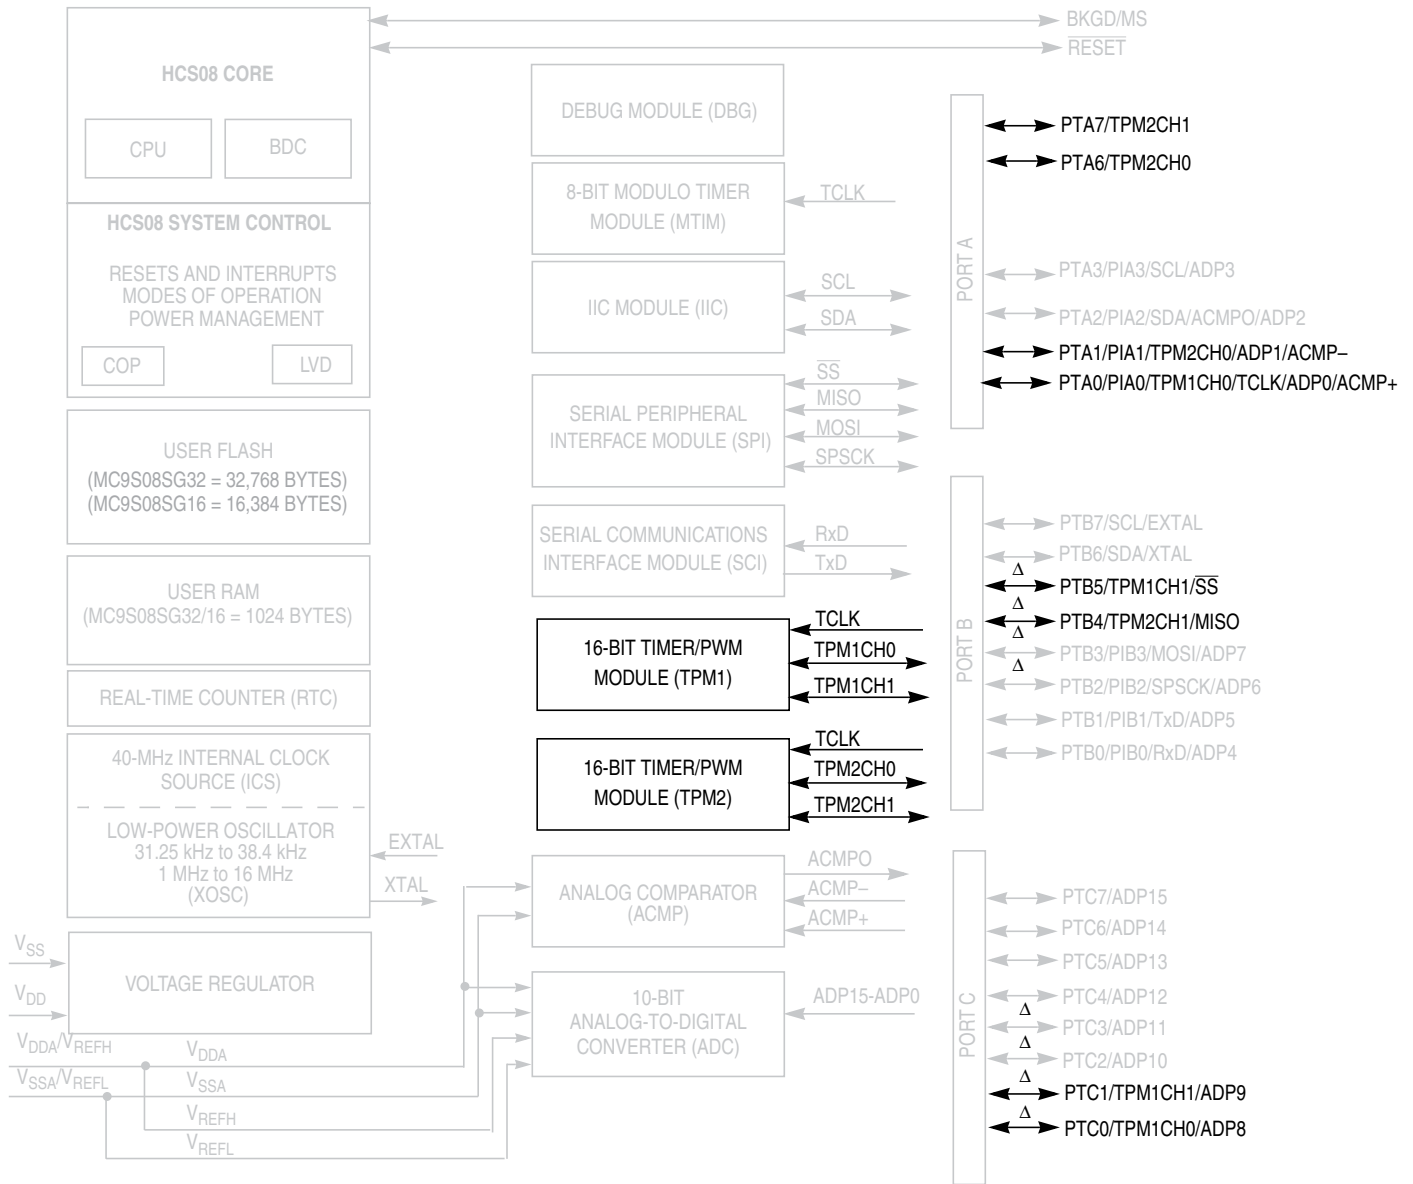 BKGD/MS
RESET
HCS08 CORE
CPU
BDC
HCS08 SYSTEM CONTROL
RESETS AND INTERRUPTS
MODES OF OPERATION
POWER MANAGEMENT
COP
LVD
USER FLASH
(MC9S08SG32 = 32,768 BYTES)
(MC9S08SG16 = 16,384 BYTES)
USER RAM
(MC9S08SG32/16 = 1024 BYTES)
REAL-TIME COUNTER (RTC)
40-MHz INTERNAL CLOCK
SOURCE (ICS)
LOW-POWER OSCILLATOR
31.25 kHz to 38.4 kHz
1 MHz to 16 MHz
(XOSC)
EXTAL
XTAL
VSS
VDD
VOLTAGE REGULATOR
VDDA/VREFH
VSSA/VREFL
VDDA
VSSA
VREFH
VREFL
DEBUG MODULE (DBG)
8-BIT MODULO TIMER
MODULE (MTIM)
TCLK
IIC MODULE (IIC)
SCL
SDA
SERIAL PERIPHERAL
INTERFACE MODULE (SPI)
SS
MISO
MOSI
SPSCK
SERIAL COMMUNICATIONS
INTERFACE MODULE (SCI)
RxD
TxD
16-BIT TIMER/PWM
MODULE (TPM1)
TCLK
TPM1CH0
TPM1CH1
16-BIT TIMER/PWM
MODULE (TPM2)
TCLK
TPM2CH0
TPM2CH1
ANALOG COMPARATOR
(ACMP)
ACMPO
ACMP–
ACMP+
10-BIT
ANALOG-TO-DIGITAL
CONVERTER (ADC)
ADP15-ADP0
PORT A
PTA7/TPM2CH1
PTA6/TPM2CH0
PTA3/PIA3/SCL/ADP3
PTA2/PIA2/SDA/ACMPO/ADP2
PTA1/PIA1/TPM2CH0/ADP1/ACMP–
PTA0/PIA0/TPM1CH0/TCLK/ADP0/ACMP+
PORT B
PTB7/SCL/EXTAL
PTB6/SDA/XTAL
Δ PTB5/TPM1CH1/SS
Δ PTB4/TPM2CH1/MISO
Δ PTB3/PIB3/MOSI/ADP7
Δ PTB2/PIB2/SPSCK/ADP6
PTB1/PIB1/TxD/ADP5
PTB0/PIB0/RxD/ADP4
PORT C
PTC7/ADP15
PTC6/ADP14
PTC5/ADP13
PTC4/ADP12
Δ PTC3/ADP11
Δ PTC2/ADP10
Δ PTC1/TPM1CH1/ADP9
Δ PTC0/TPM1CH0/ADP8